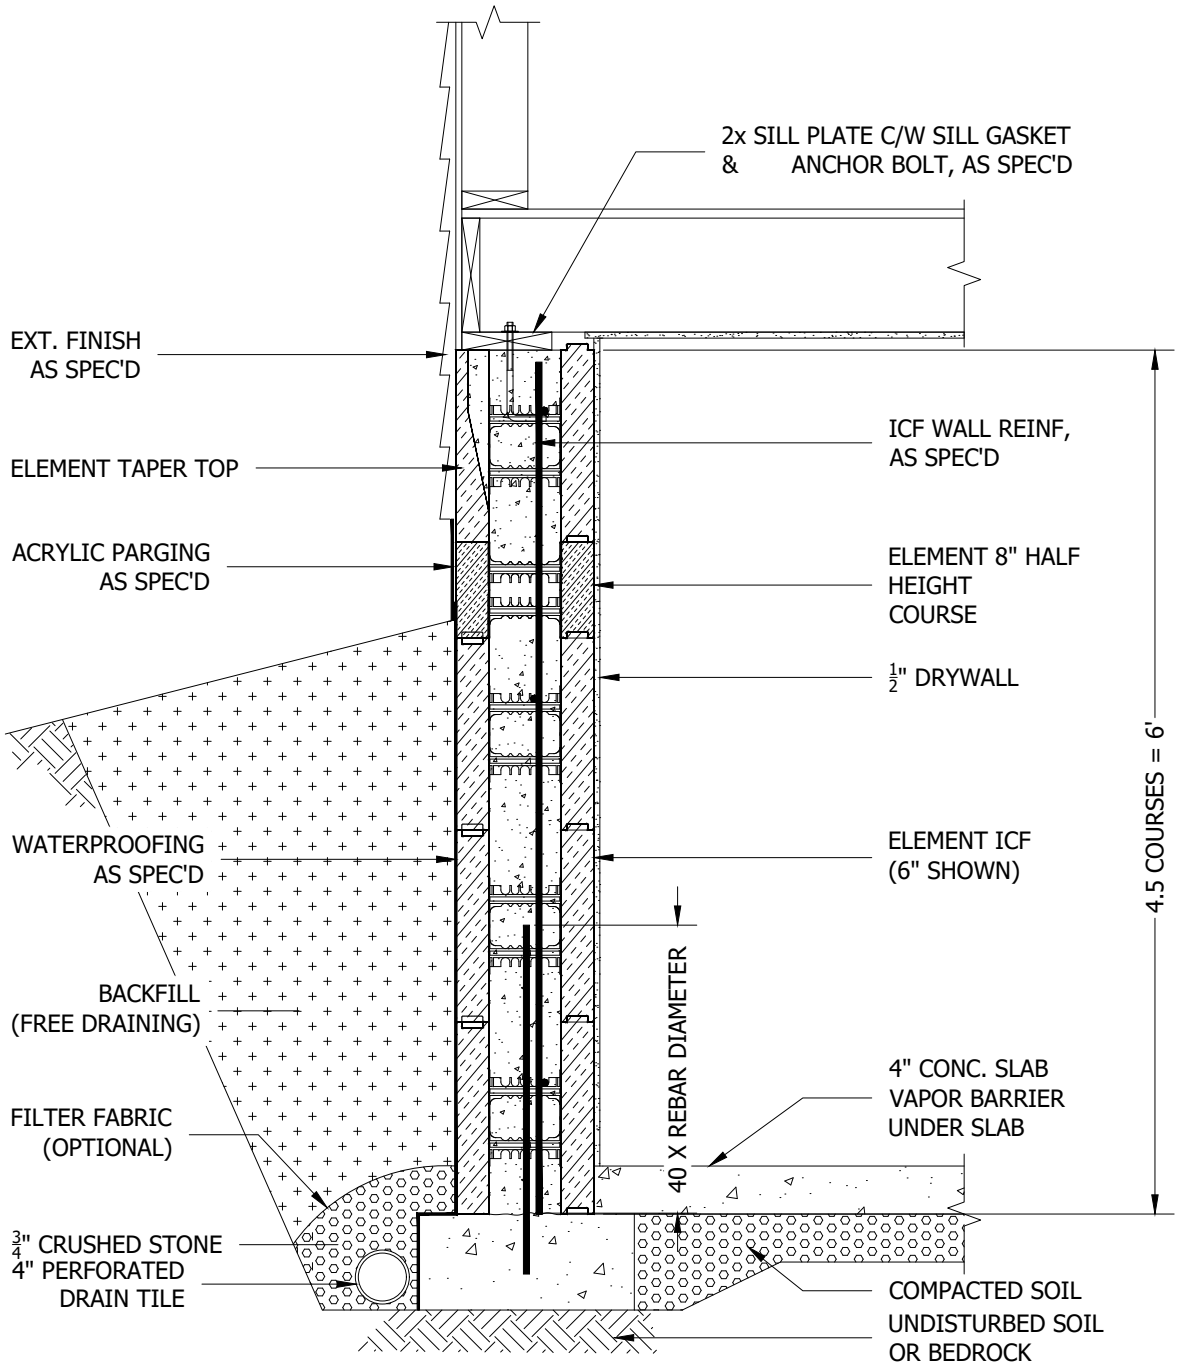 2x SILL PLATE C/W SILL GASKET
& ANCHOR BOLT, AS SPEC'D
EXT. FINISH
AS SPEC'D
ELEMENT TAPER TOP
ACRYLIC PARGING
AS SPEC'D
WATERPROOFING
AS SPEC'D
BACKFILL
(FREE DRAINING)
FILTER FABRIC
(OPTIONAL)
3/4" CRUSHED STONE
4" PERFORATED
DRAIN TILE
ICF WALL REINF,
AS SPEC'D
ELEMENT 8" HALF
HEIGHT
COURSE
1/2" DRYWALL
ELEMENT ICF
(6" SHOWN)
40 X REBAR DIAMETER
4" CONC. SLAB
VAPOR BARRIER
UNDER SLAB
COMPACTED SOIL
UNDISTURBED SOIL
OR BEDROCK
4.5 COURSES = 6'